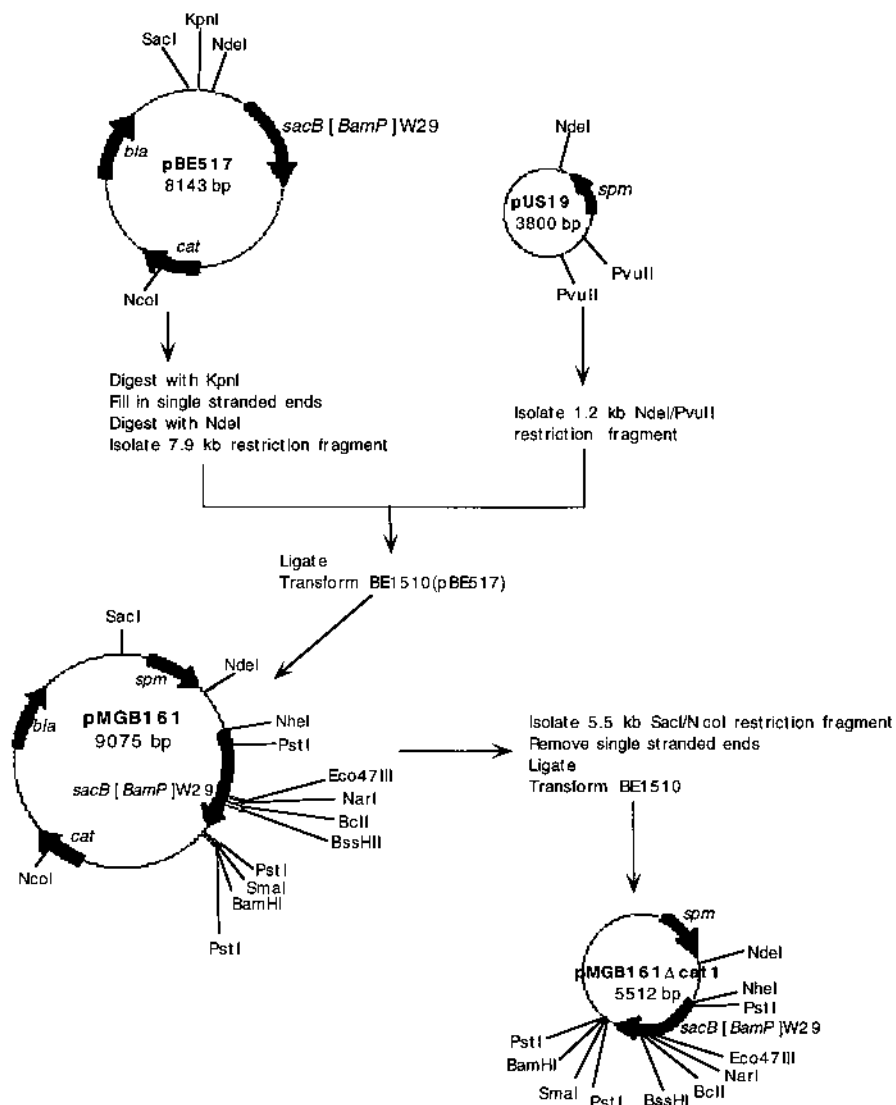 KpnI
SacI
NdeI
sacB [BamP] W29
bla
pBE517
8143 bp
cat
NcoI
NdeI
spm
pUS19
3800 bp
PvuII
PvuII
Digest with KpnI
Fill in single stranded ends
Digest with NdeI
Isolate 7.9 kb restriction fragment
Isolate 1.2 kb NdeI/PvuII
restriction fragment
Ligate
Transform BE1510(pBE517)
SacI
spm
NdeI
bla
pMGB161
9075 bp
NheI
PstI
sacB [BamP] W29
Eco47III
NarI
BclI
BssHII
cat
NcoI
PstI
SmaI
BamHI
PstI
Isolate 5.5 kb SacI/NcoI restriction fragment
Remove single stranded ends
Ligate
Transform BE1510
spm
NdeI
pMGB161Δcat1
5512 bp
NheI
PstI
sacB [BamP] W29
PstI
BamHI
SmaI
PstI
BssHI
BclI
NarI
Eco47III